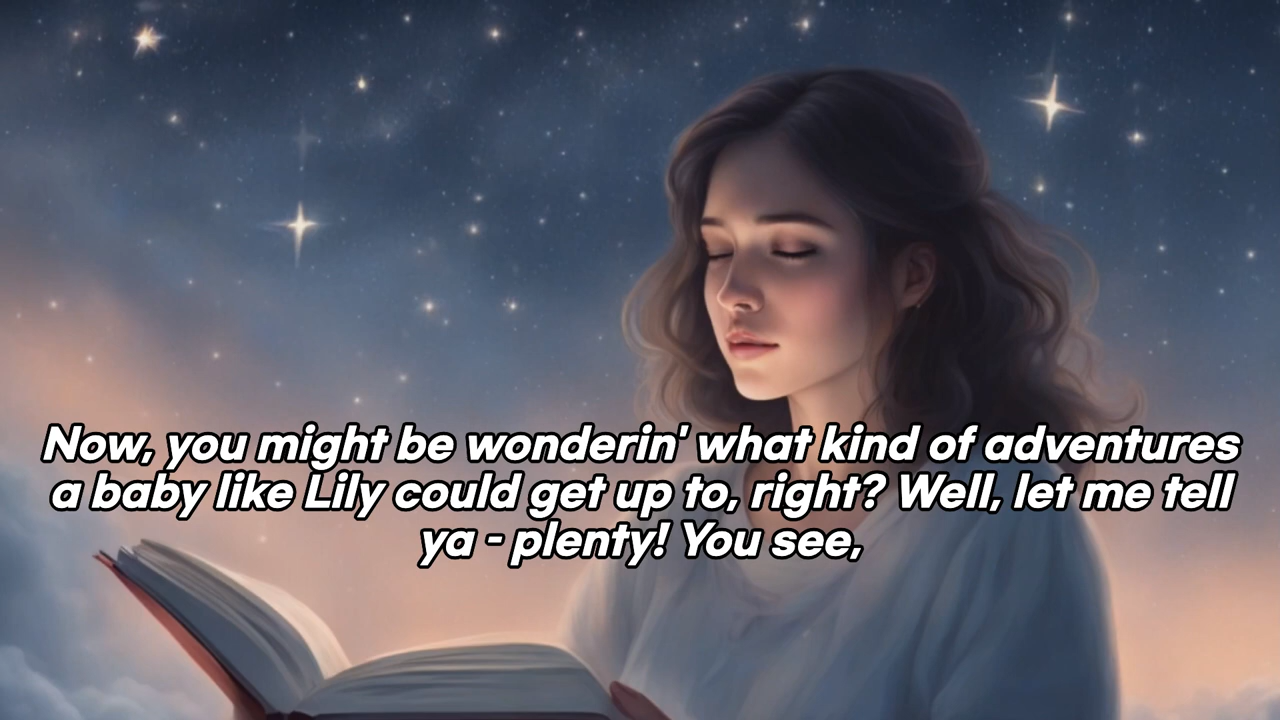 Now, you might be wonderin' what kind of adventures
a baby like Lily could get up to, right? Well, let me tell
ya - plenty! You see,